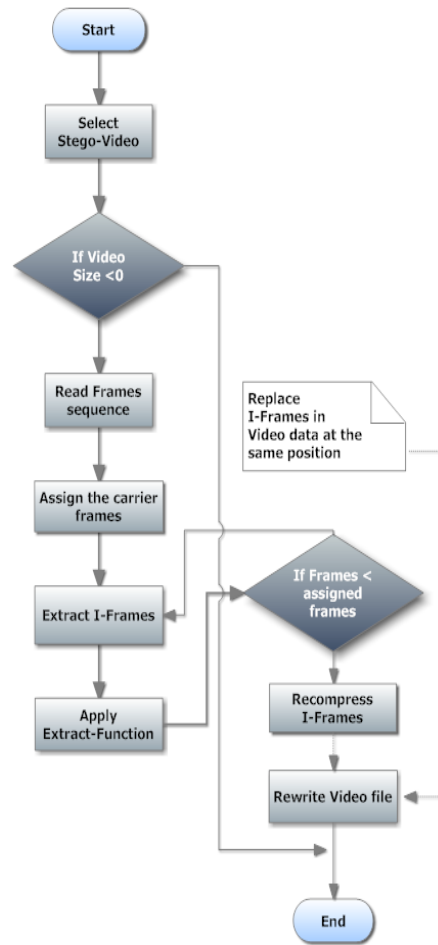 Start
Select
Stego-Video
If Video
Size <0
Read Frames
sequence
Replace
I-Frames in
Video data at the
same position
Assign the carrier
frames
Extract I-Frames
If Frames <
assigned
frames
Apply
Extract-Function
Recompress
I-Frames
Rewrite Video file
End